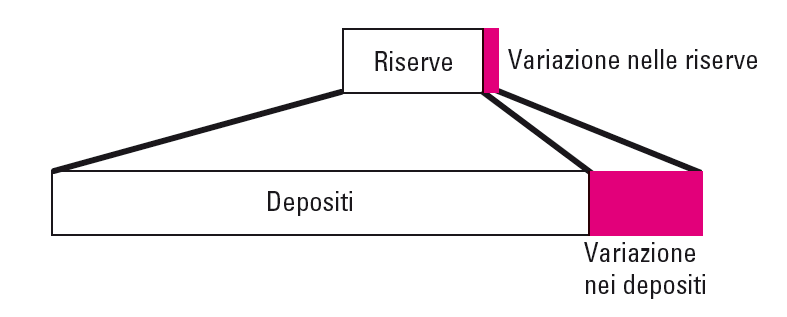 Riserve
Variazione nelle riserve
Depositi
Variazione
nei depositi